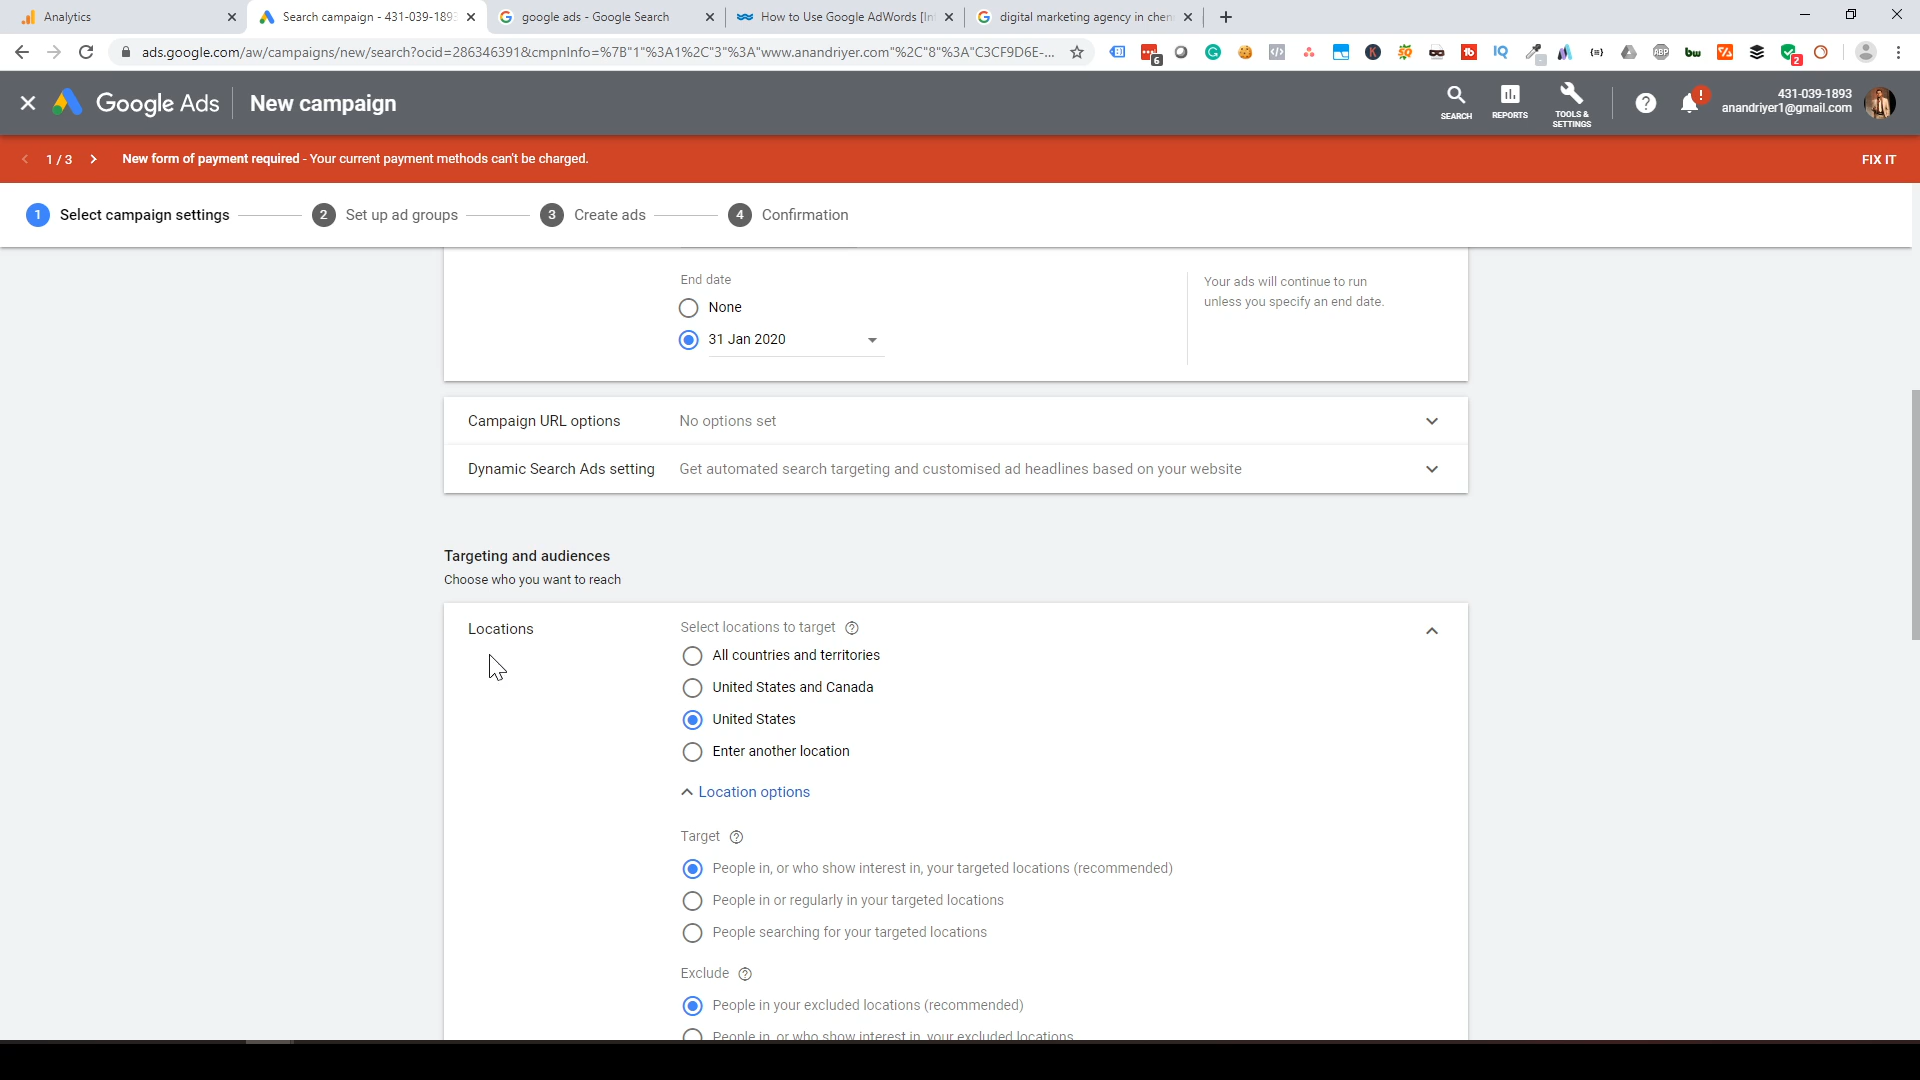 Analytics
Search campaign - 431-039-189
google ads - Google Search
How to Use Google AdWords [In
digital marketing agency in chen
ads.google.com/aw/campaigns/new/search?ocid=286346391&cmpnInfo=%7B"1"%3A1%2C"3"%3A"www.anandriyer.com"%2C"8"%3A"C3CF9D6E-...
6
2
Google Ads
New campaign
SEARCH
REPORTS
TOOLS &
SETTINGS
431-039-1893
anandriyer1@gmail.com
1 / 3
New form of payment required - Your current payment methods can't be charged.
FIX IT
1 Select campaign settings
2 Set up ad groups
3 Create ads
4 Confirmation
End date
None
31 Jan 2020
Your ads will continue to run
unless you specify an end date.
Campaign URL options
No options set
Dynamic Search Ads setting
Get automated search targeting and customised ad headlines based on your website
Targeting and audiences
Choose who you want to reach
Locations
Select locations to target
All countries and territories
United States and Canada
United States
Enter another location
Location options
Target
People in, or who show interest in, your targeted locations (recommended)
People in or regularly in your targeted locations
People searching for your targeted locations
Exclude
People in your excluded locations (recommended)
People in, or who show interest in, your excluded locations